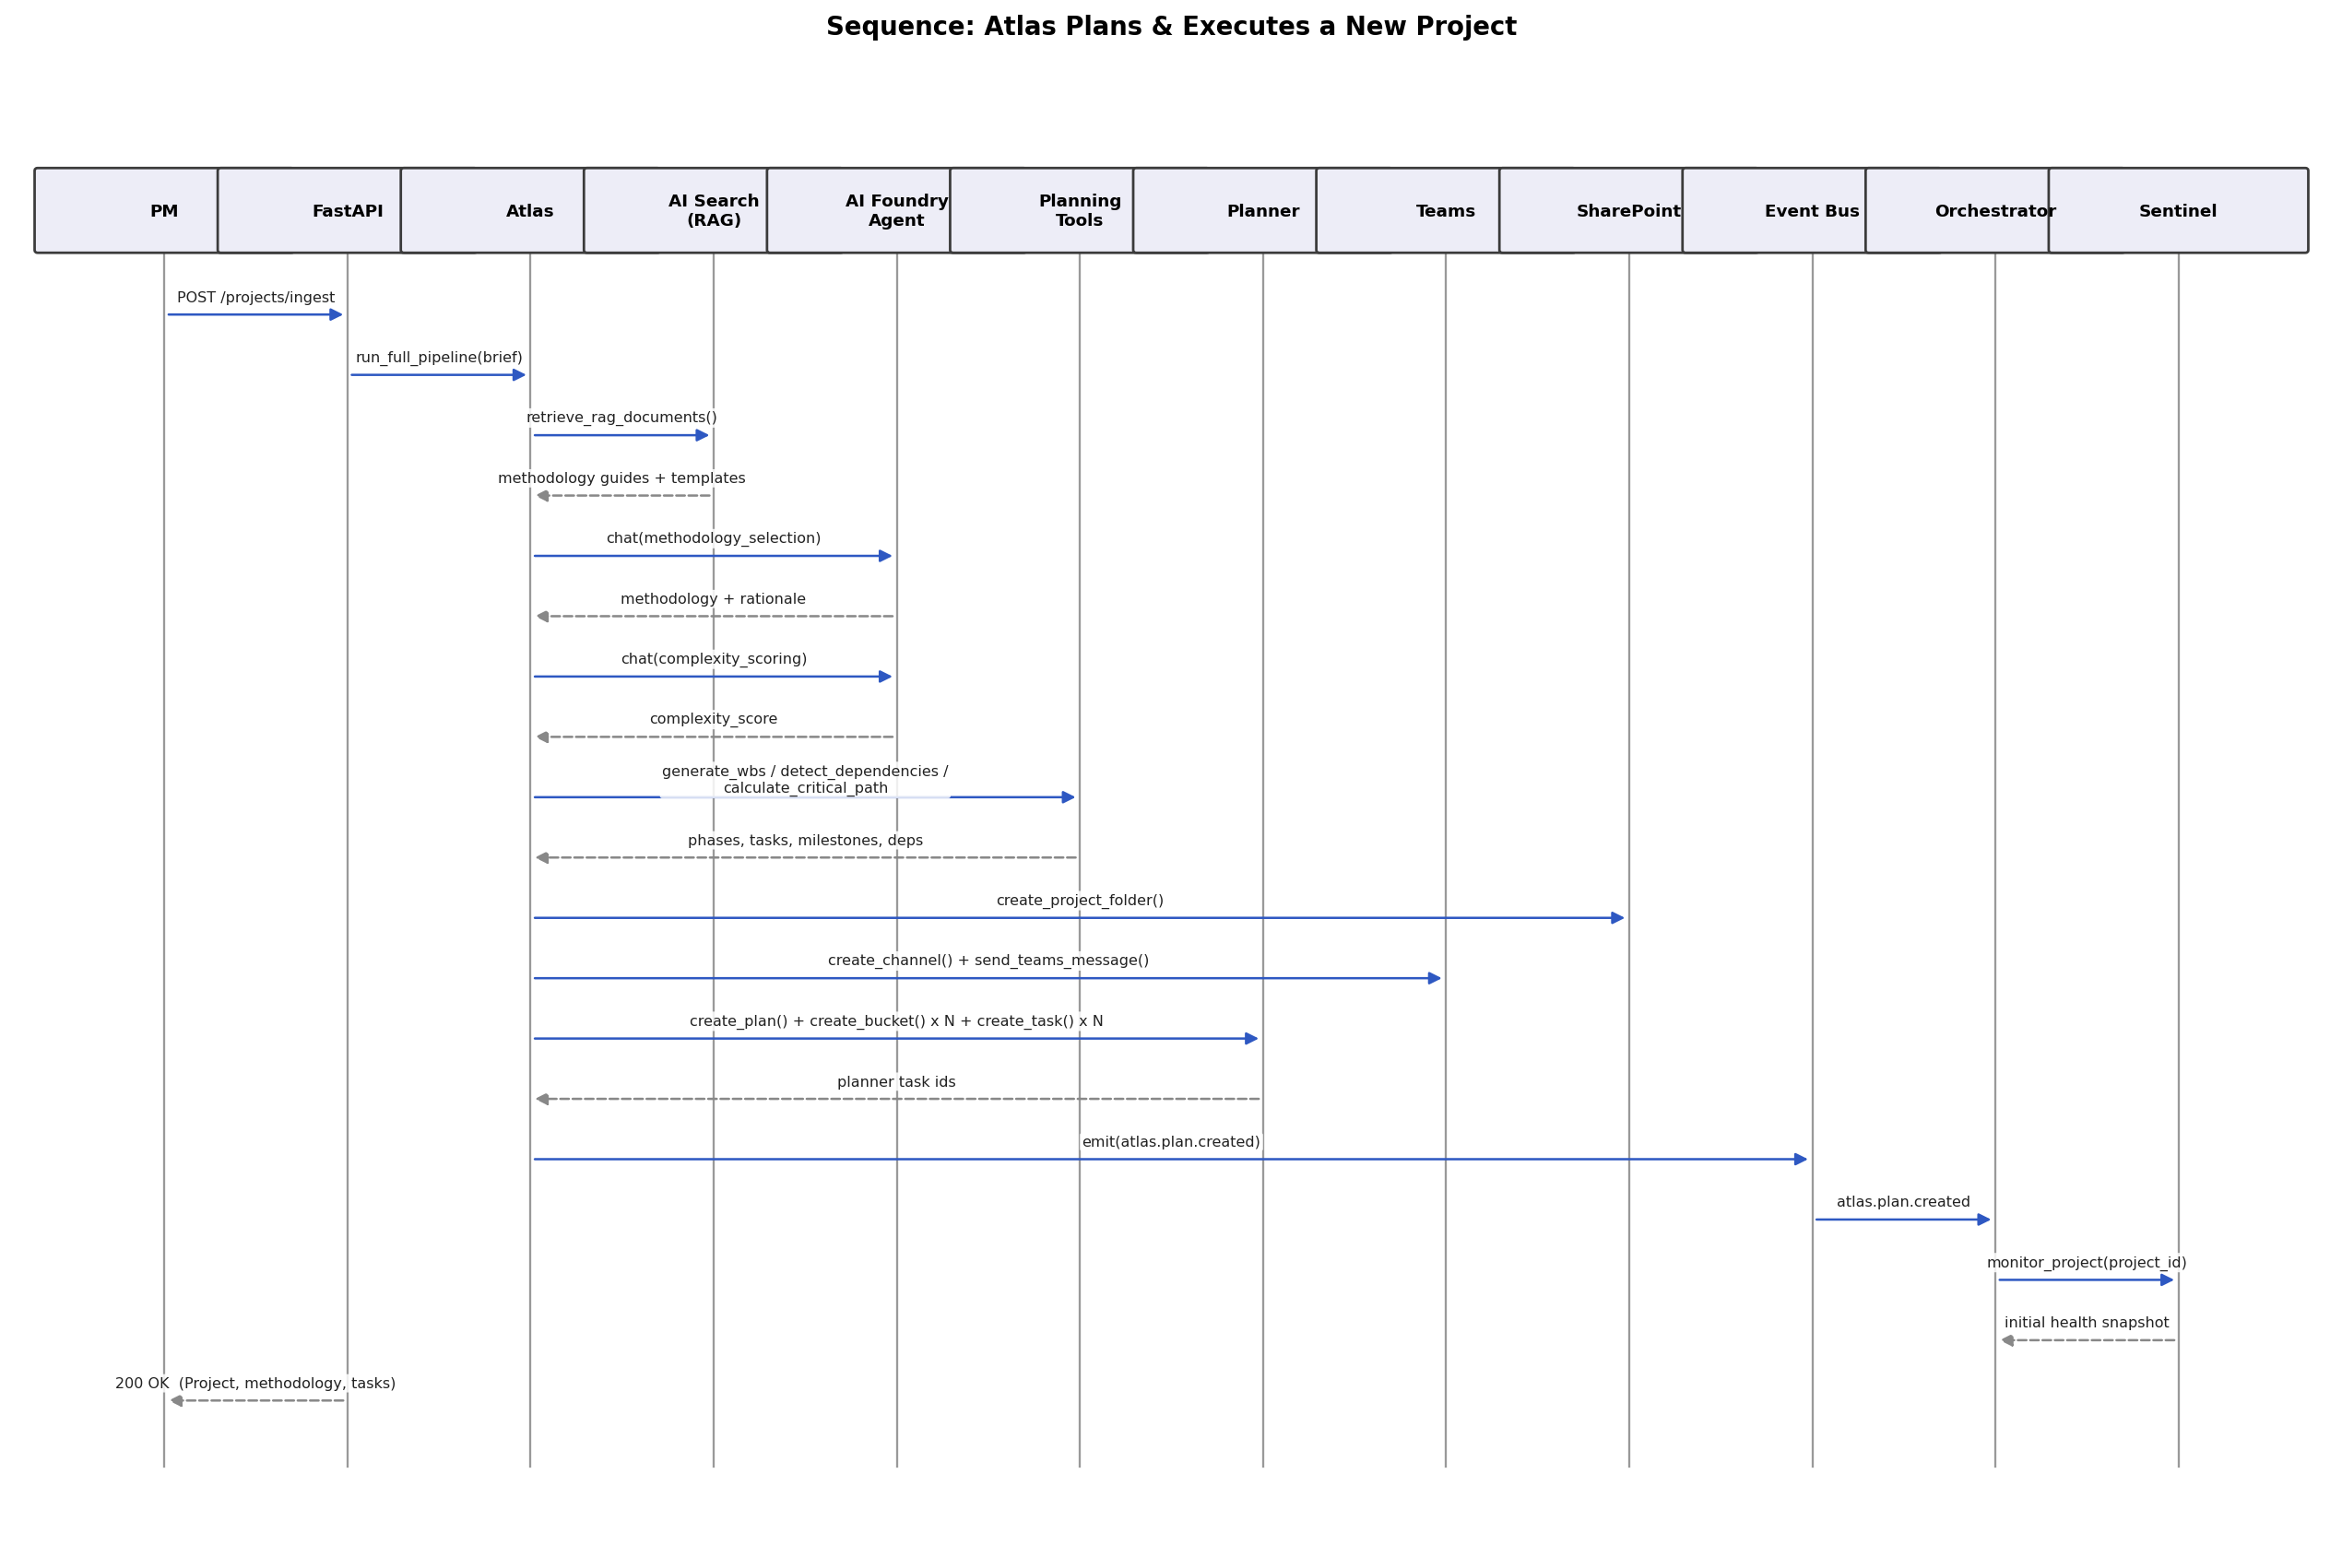 Sequence: Atlas Plans & Executes a New Project
PM
FastAPI
Atlas
AI Search
(RAG)
AI Foundry
Agent
Planning
Tools
Planner
Teams
SharePoint
Event Bus
Orchestrator
Sentinel
POST /projects/ingest
run_full_pipeline(brief)
retrieve_rag_documents()
methodology guides + templates
chat(methodology_selection)
methodology + rationale
chat(complexity_scoring)
complexity_score
generate_wbs / detect_dependencies /
calculate_critical_path
phases, tasks, milestones, deps
create_project_folder()
create_channel() + send_teams_message()
create_plan() + create_bucket() x N + create_task() x N
planner task ids
emit(atlas.plan.created)
atlas.plan.created
monitor_project(project_id)
initial health snapshot
200 OK  (Project, methodology, tasks)